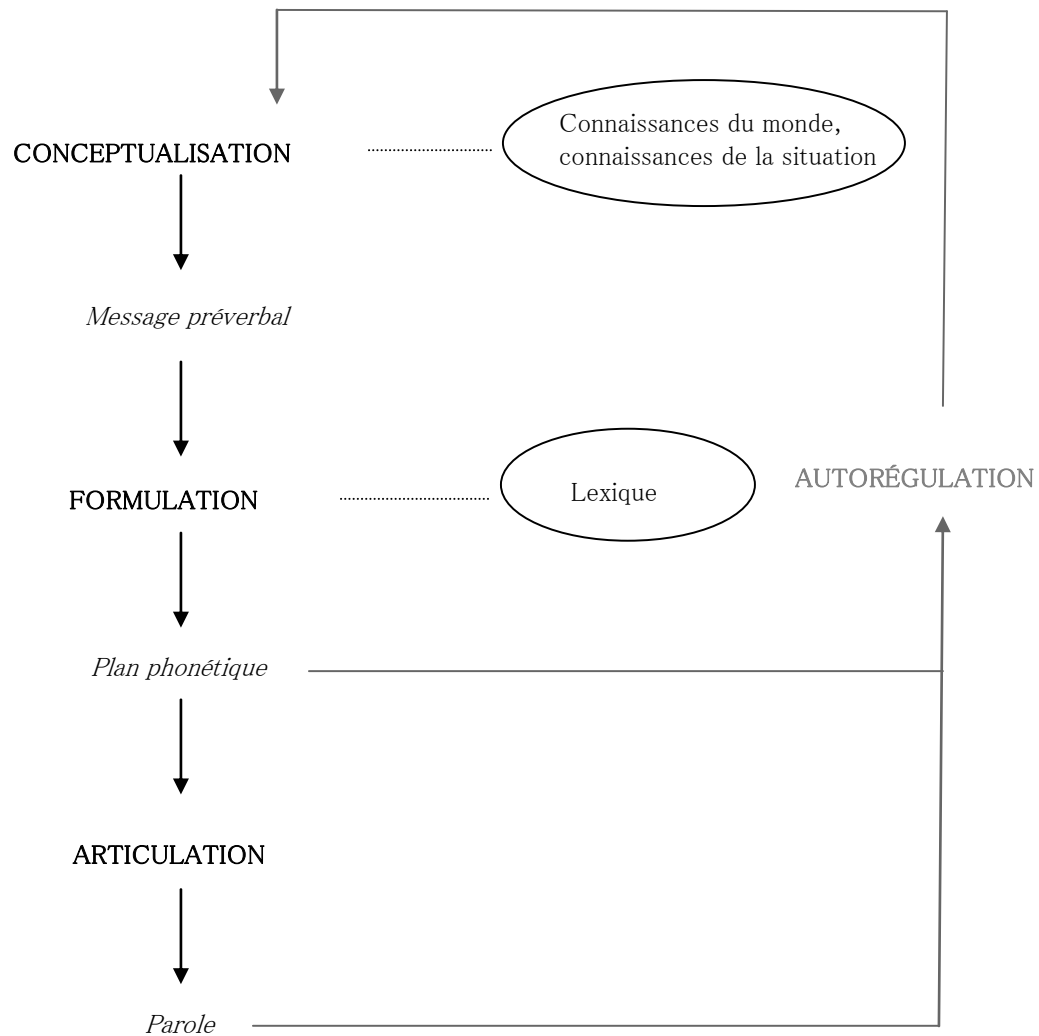 Connaissances du monde,
CONCEPTUALISATION
connaissances de la situation
Message préverbal
FORMULATION
Lexique
AUTORÉGULATION
Plan phonétique
ARTICULATION
Parole